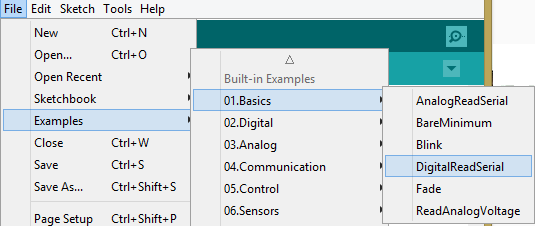 File Edit Sketch Tools Help
New Ctrl+N
Open... Ctrl+O
Open Recent
Sketchbook
Examples
Close Ctrl+W
Save Ctrl+S
Save As... Ctrl+Shift+S
Page Setup Ctrl+Shift+P
Built-in Examples
01.Basics
02.Digital
03.Analog
04.Communication
05.Control
06.Sensors
AnalogReadSerial
BareMinimum
Blink
DigitalReadSerial
Fade
ReadAnalogVoltage